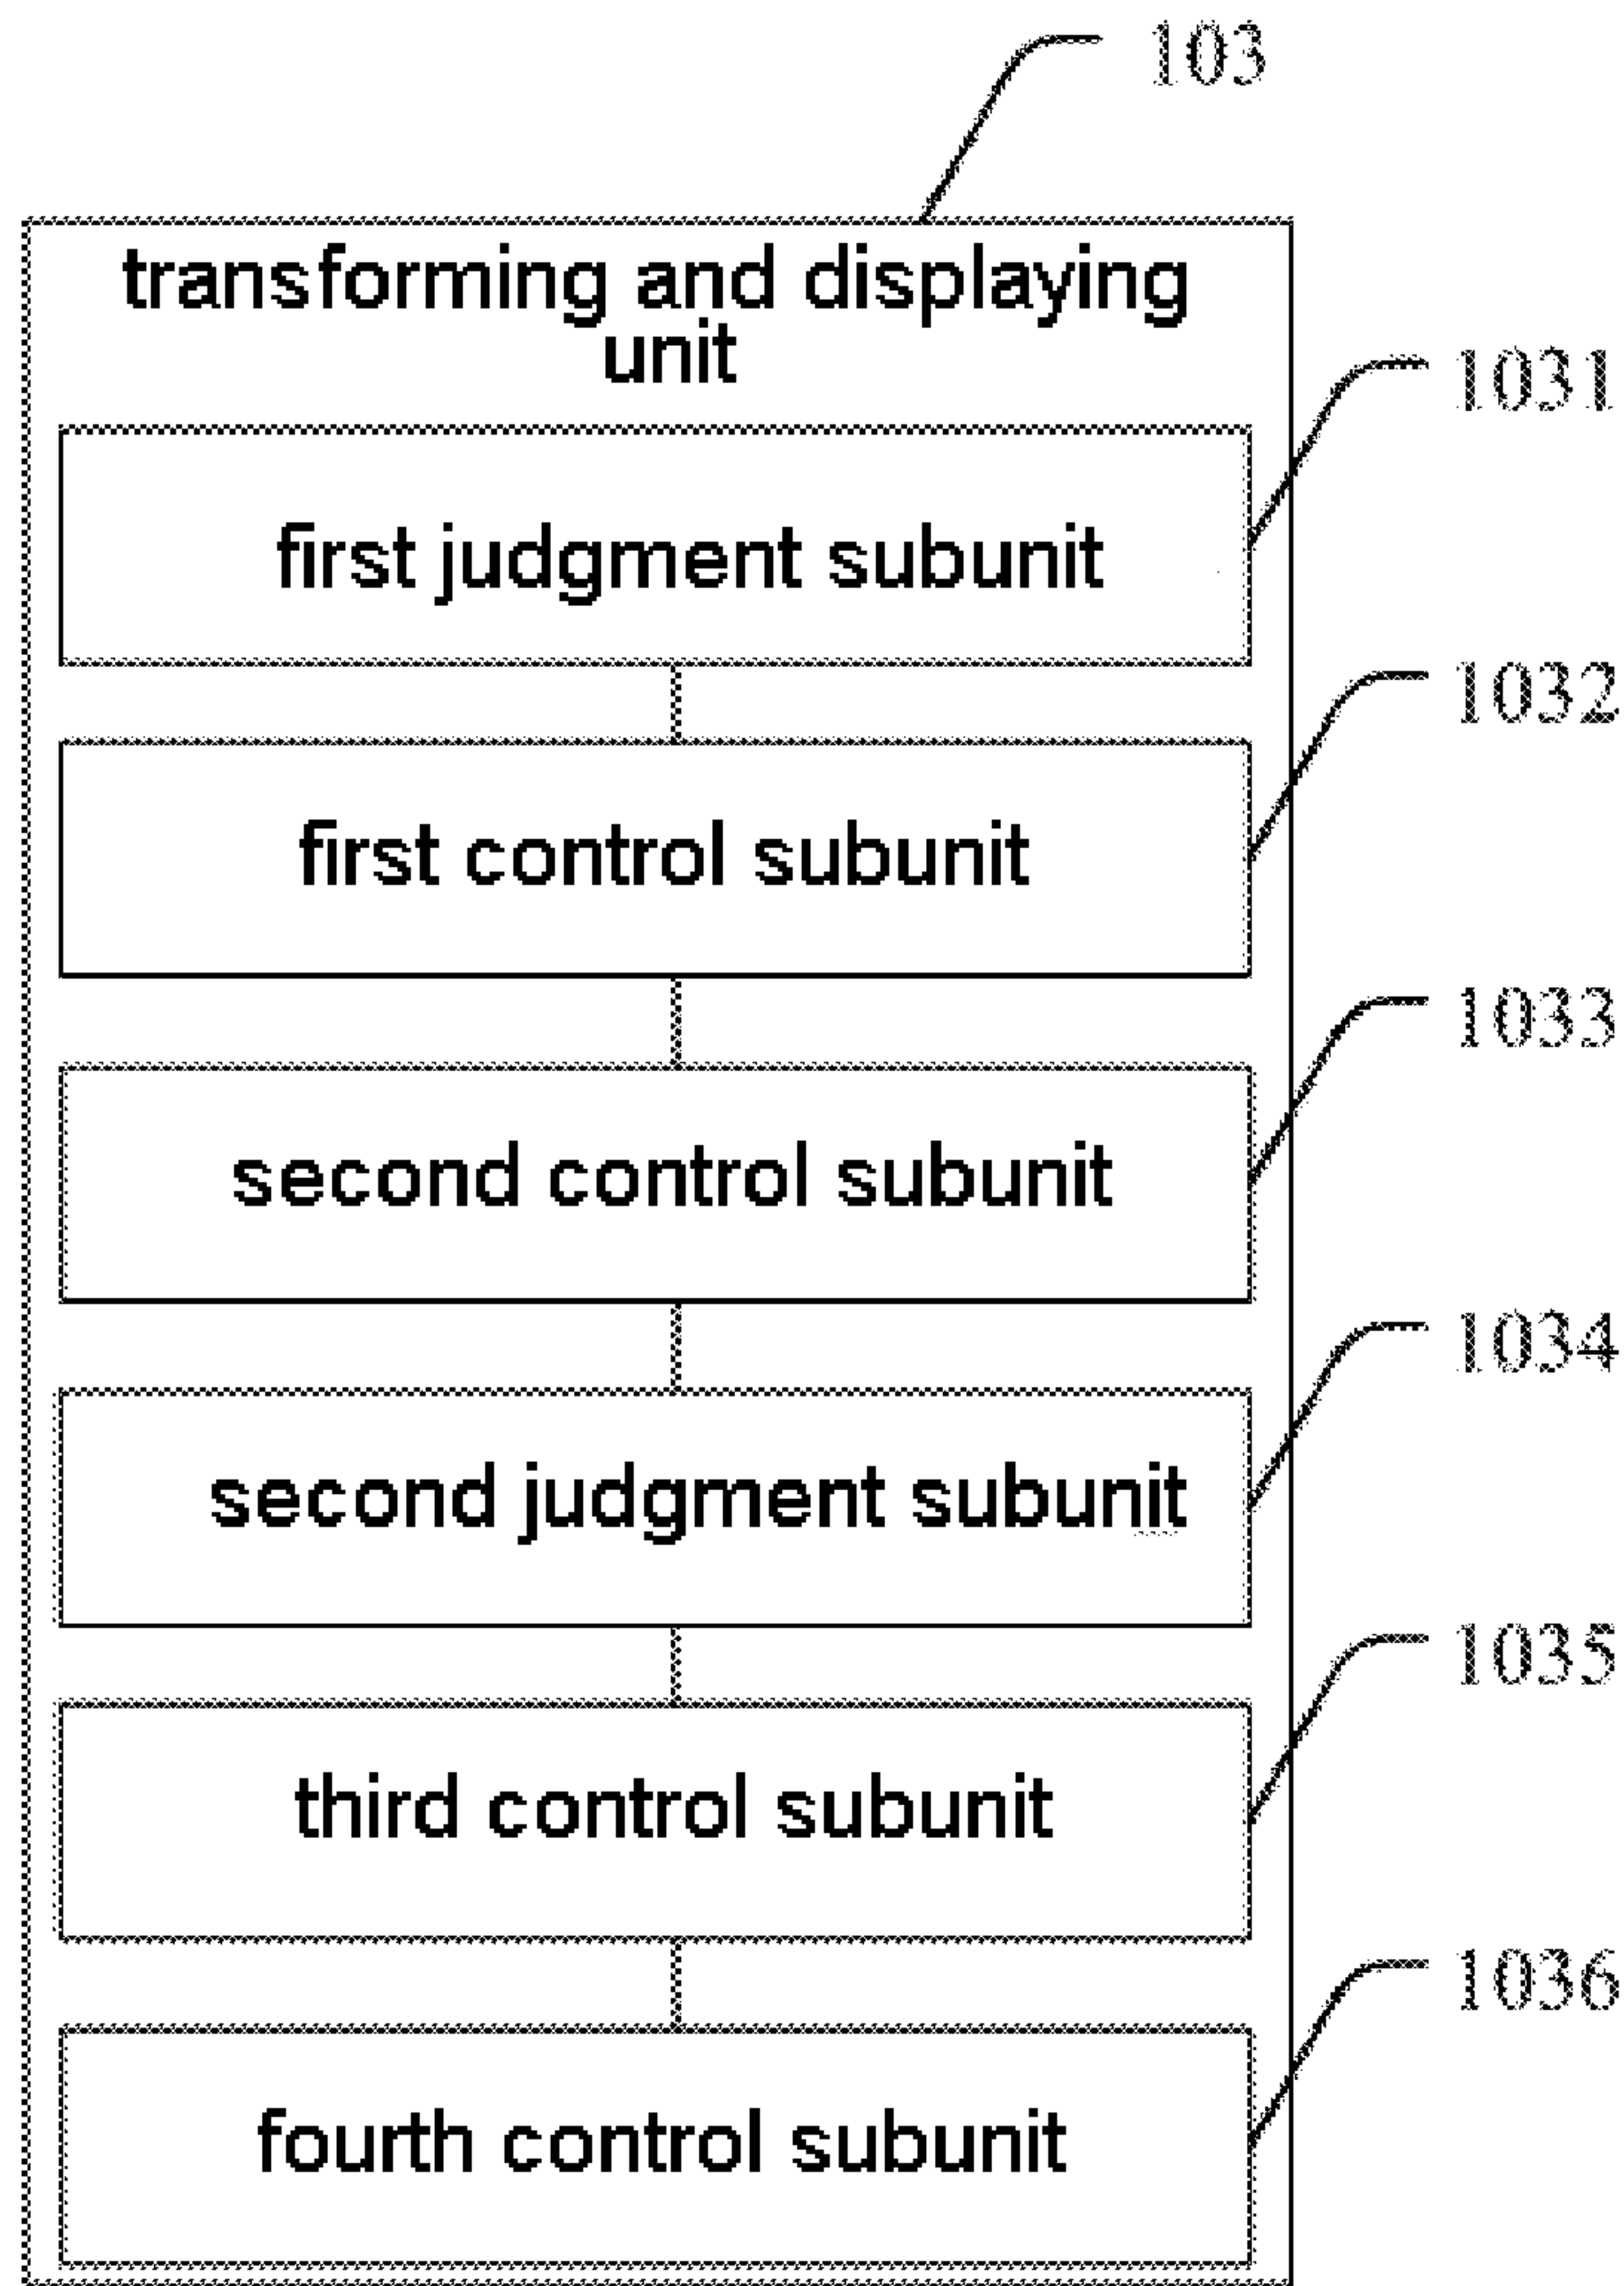 103
transforming and displaying
unit
1031
first judgment subunit
1032
first control subunit
1033
second control subunit
1034
second judgment subunit
1035
third control subunit
1036
fourth control subunit